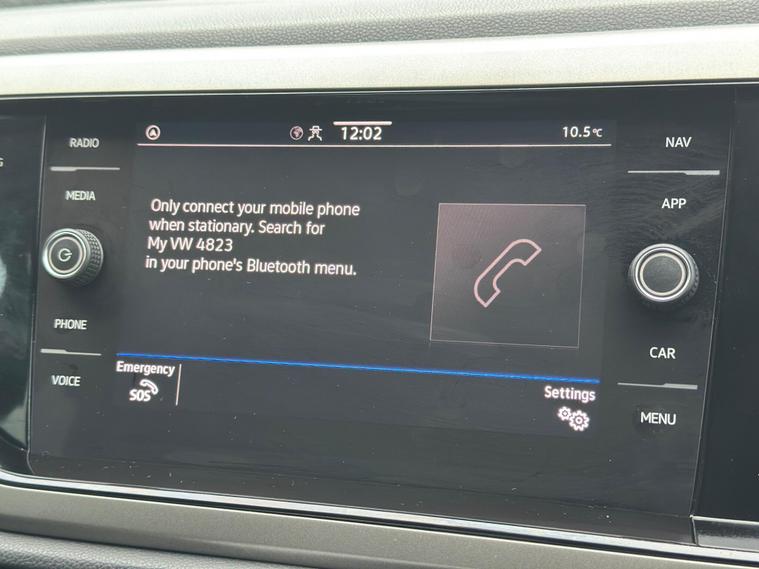 RADIO
MEDIA
PHONE
VOICE
12:02
10.5°C
Only connect your mobile phone
when stationary. Search for
My VW 4823
in your phone's Bluetooth menu.
Emergency
SOS
Settings
NAV
APP
CAR
MENU